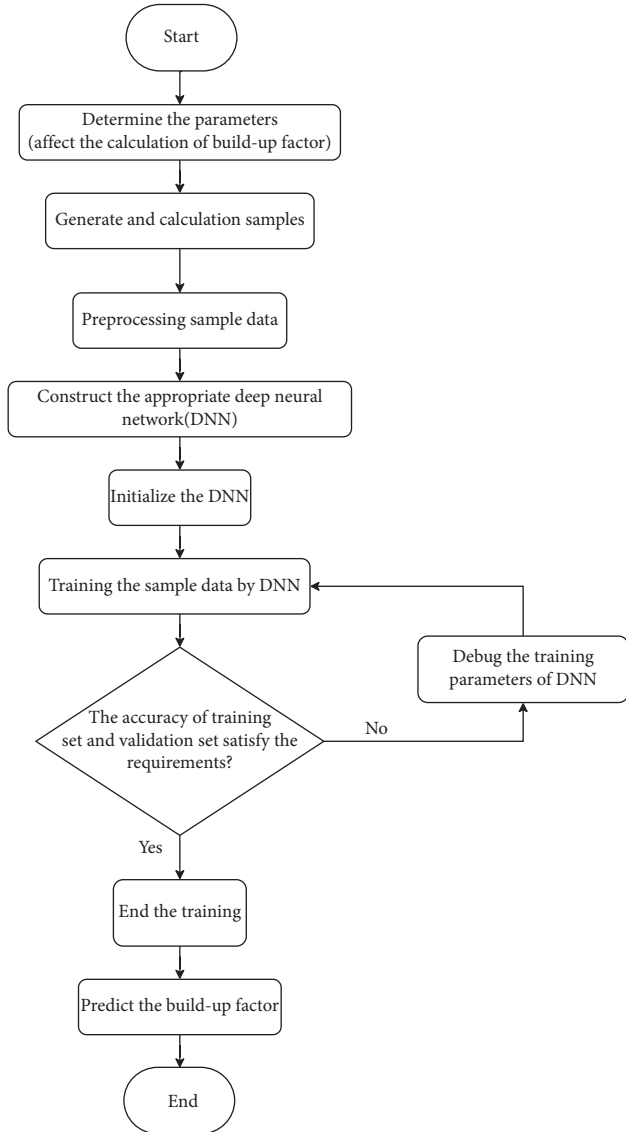 Start
Determine the parameters
(affect the calculation of build-up factor)
Generate and calculation samples
Preprocessing sample data
Construct the appropriate deep neural
network(DNN)
Initialize the DNN
Training the sample data by DNN
Debug the training
parameters of DNN
The accuracy of training
set and validation set satisfy the
requirements?
No
Yes
End the training
Predict the build-up factor
End